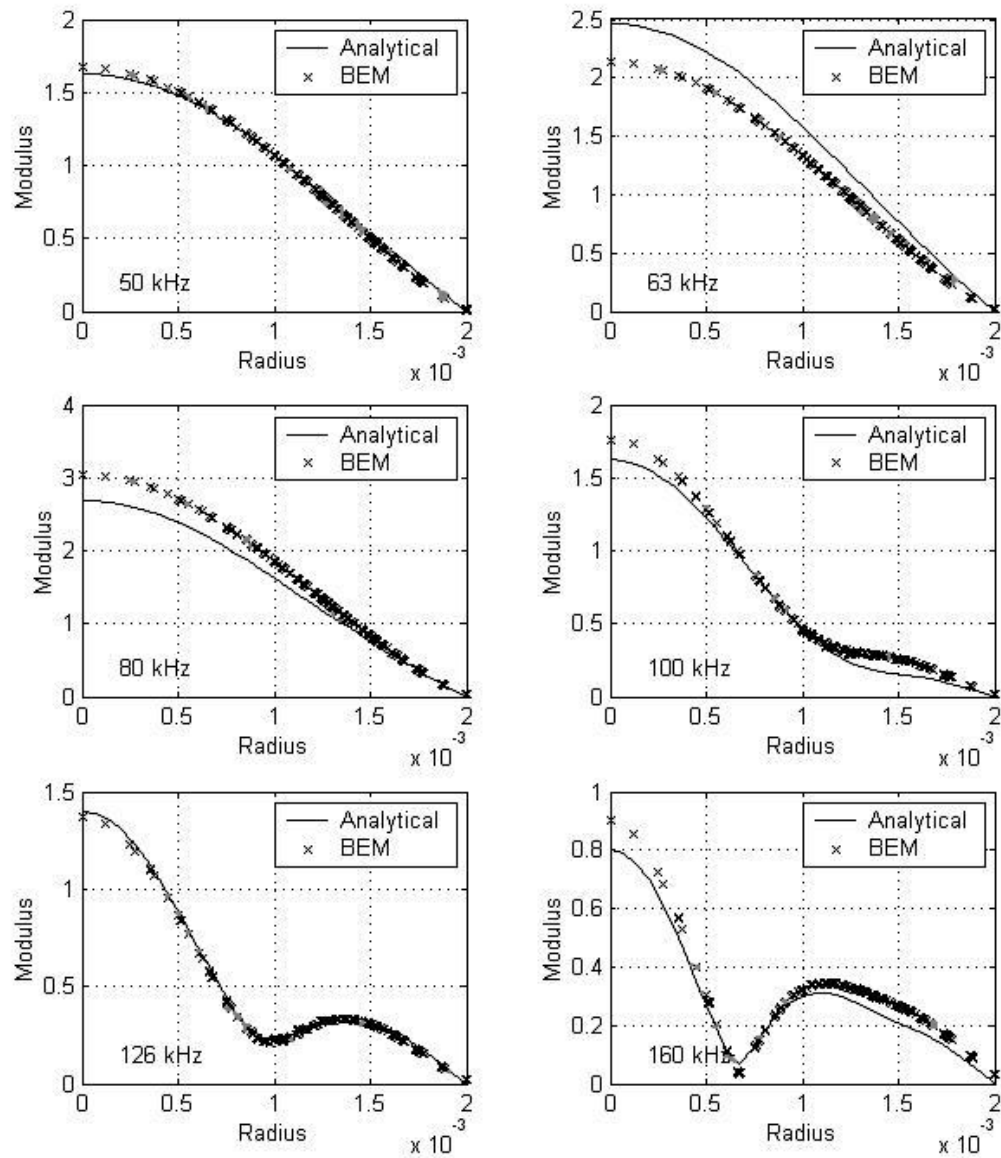 2
1.5
1
0.5
0
Modulus
Analytical
BEM
50 kHz
0 0.5 1 1.5 2
Radius
x 10-3
2.5
2
1.5
1
0.5
0
Modulus
Analytical
BEM
63 kHz
0 0.5 1 1.5 2
Radius
x 10-3
4
3
2
1
0
Modulus
Analytical
BEM
80 kHz
0 0.5 1 1.5 2
Radius
x 10-3
2
1.5
1
0.5
0
Modulus
Analytical
BEM
100 kHz
0 0.5 1 1.5 2
Radius
x 10-3
1.5
1
0.5
0
Modulus
Analytical
BEM
126 kHz
0 0.5 1 1.5 2
Radius
x 10-3
1
0.8
0.6
0.4
0.2
0
Modulus
Analytical
BEM
160 kHz
0 0.5 1 1.5 2
Radius
x 10-3